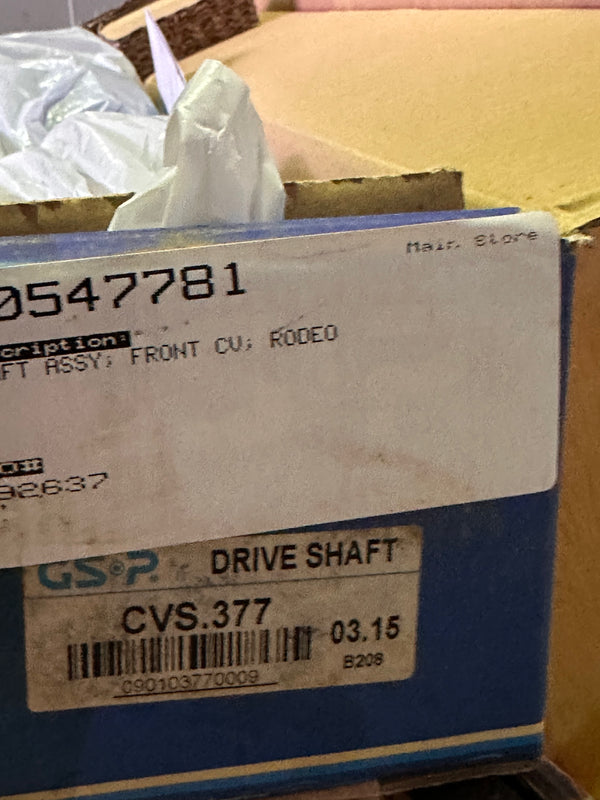 Main Store
0547781
cription:
FT ASSY; FRONT CV; RODEO
O#
92637
GSP
DRIVE SHAFT
CVS.377
03.15
B208
090103770009